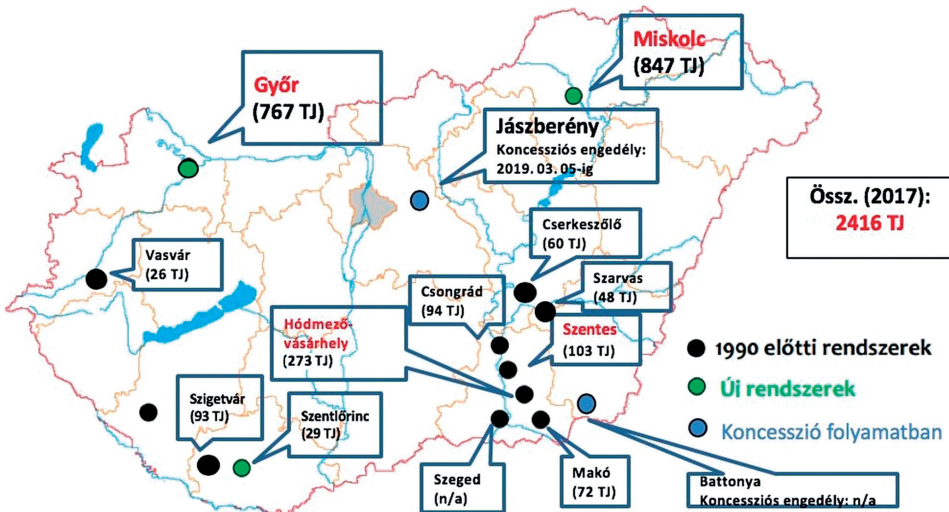 Miskolc
(847 TJ)
Győr
(767 TJ)
Jászberény
Koncessziós engedély:
2019. 03. 05-ig
Össz. (2017):
2416 TJ
Vasvár
(26 TJ)
Cserkeszőlő
(60 TJ)
Szarvas
(48 TJ)
Csongrád
(94 TJ)
Hódmező-
vásárhely
(273 TJ)
Szentes
(103 TJ)
1990 előtti rendszerek
Új rendszerek
Koncesszió folyamatban
Szigetvár
(93 TJ)
Szentlőrinc
(29 TJ)
Szeged
(n/a)
Makó
(72 TJ)
Battonya
Koncessziós engedély: n/a